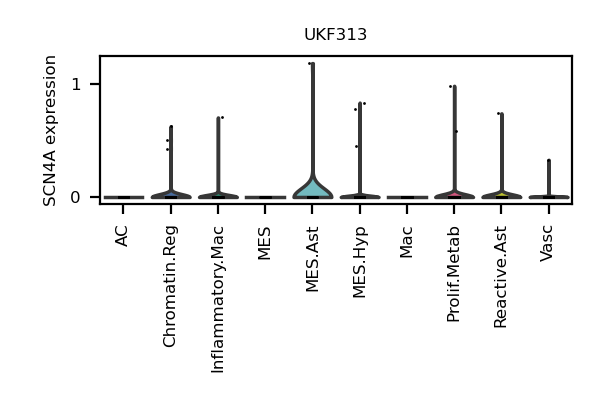 UKF313
SCN4A expression
1
0
AC
Chromatin.Reg
Inflammatory.Mac
MES
MES.Ast
MES.Hyp
Mac
Prolif.Metab
Reactive.Ast
Vasc